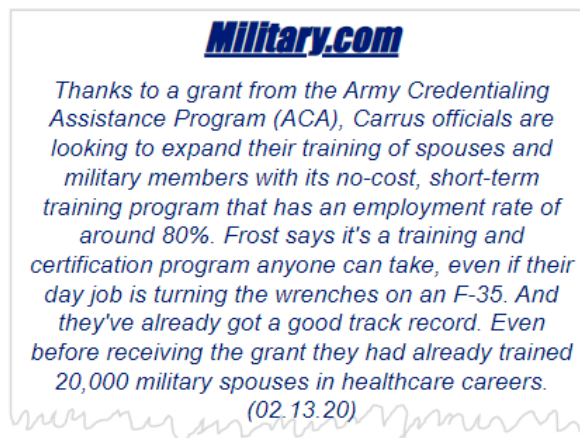 Military.com
Thanks to a grant from the Army Credentialing
Assistance Program (ACA), Carrus officials are
looking to expand their training of spouses and
military members with its no-cost, short-term
training program that has an employment rate of
around 80%. Frost says it's a training and
certification program anyone can take, even if their
day job is turning the wrenches on an F-35. And
they've already got a good track record. Even
before receiving the grant they had already trained
20,000 military spouses in healthcare careers.
(02.13.20)